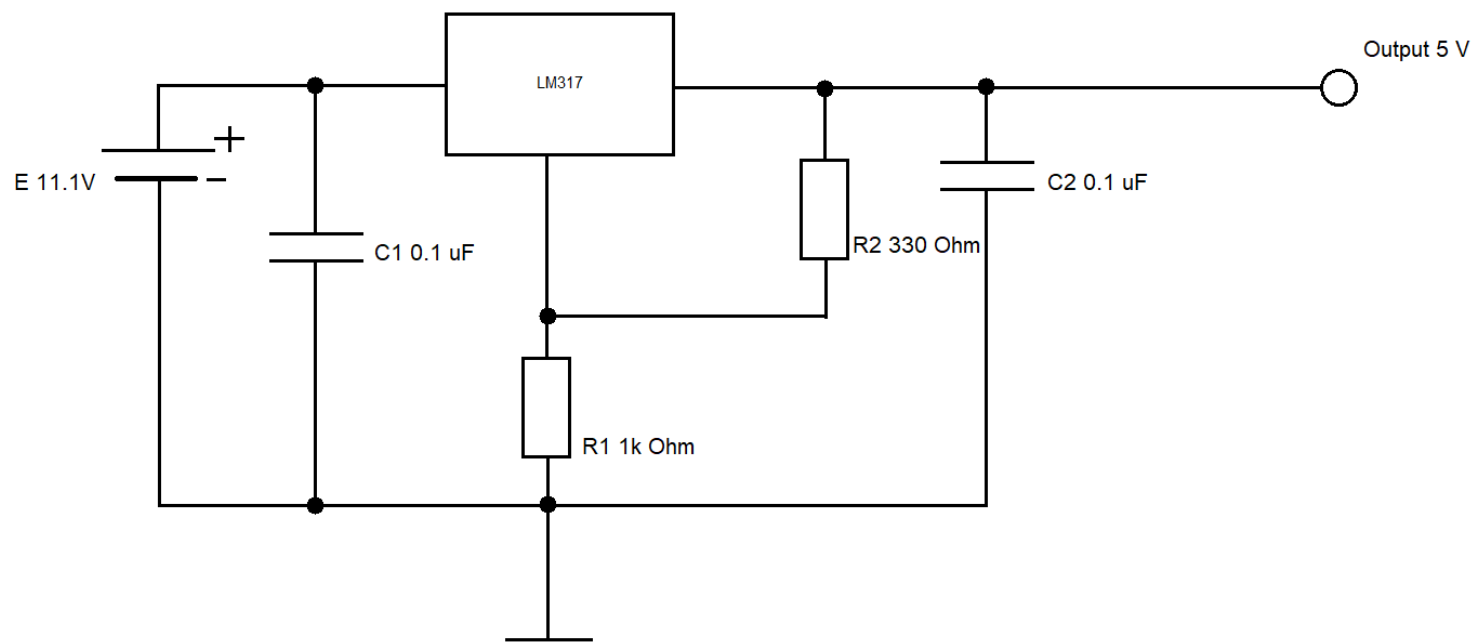 Output 5 V
LM317
+
E 11.1V
-
C2 0.1 uF
C1 0.1 uF
R2 330 Ohm
R1 1k Ohm